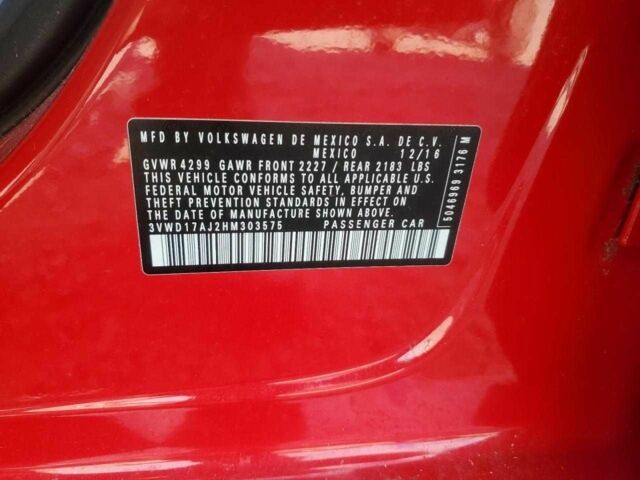 MFD BY VOLKSWAGEN DE MEXICO S.A. DE C.V.
MEXICO 12/16
GVWR 4299 GAWR FRONT 2227 / REAR 2183 LBS
THIS VEHICLE CONFORMS TO ALL APPLICABLE U.S.
FEDERAL MOTOR VEHICLE SAFETY, BUMPER AND
THEFT PREVENTION STANDARDS IN EFFECT ON
THE DATE OF MANUFACTURE SHOWN ABOVE.
3VWD17AJ2HM303575 PASSENGER CAR
5046969 3176 M